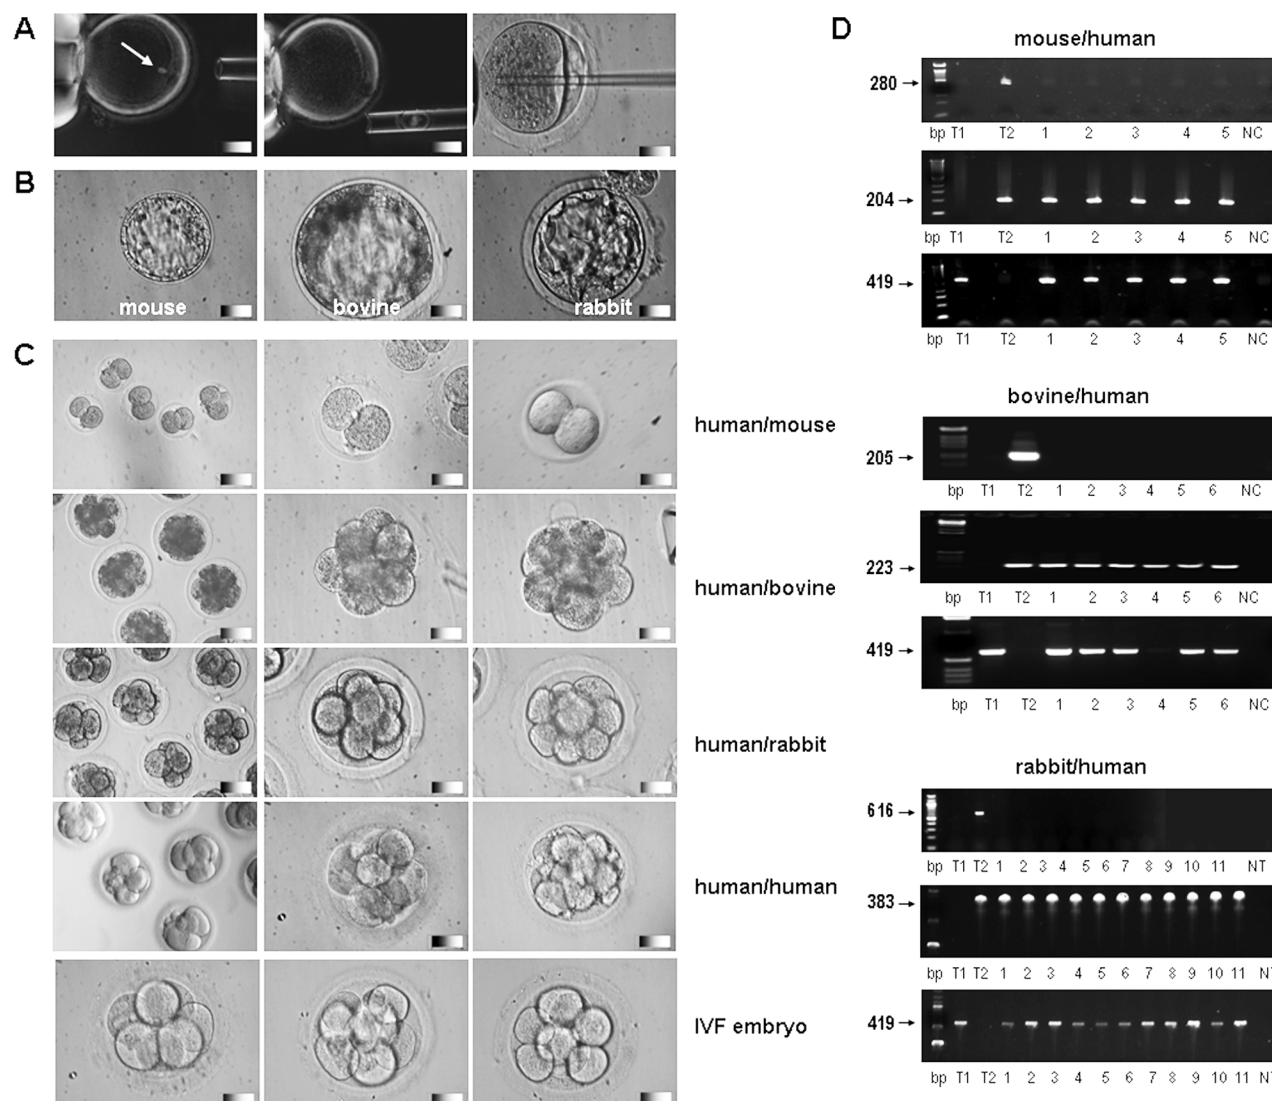 A
B
mouse bovine rabbit
C
human/mouse
human/bovine
human/rabbit
human/human
IVF embryo
D
mouse/human
280
bp T1 T2 1 2 3 4 5 NC
204
bp T1 T2 1 2 3 4 5 NC
419
bp T1 T2 1 2 3 4 5 NC
bovine/human
205
bp T1 T2 1 2 3 4 5 6 NC
223
bp T1 T2 1 2 3 4 5 6 NC
419
bp T1 T2 1 2 3 4 5 6 NC
rabbit/human
616
bp T1 T2 1 2 3 4 5 6 7 8 9 10 11 NT
383
bp T1 T2 1 2 3 4 5 6 7 8 9 10 11 NT
419
bp T1 T2 1 2 3 4 5 6 7 8 9 10 11 NT